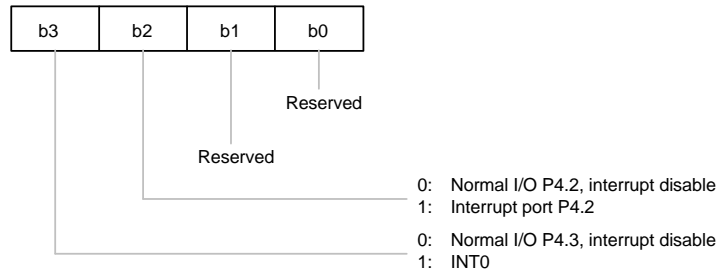 b3 b2 b1 b0
Reserved
Reserved
0: Normal I/O P4.2, interrupt disable
1: Interrupt port P4.2
0: Normal I/O P4.3, interrupt disable
1: INT0